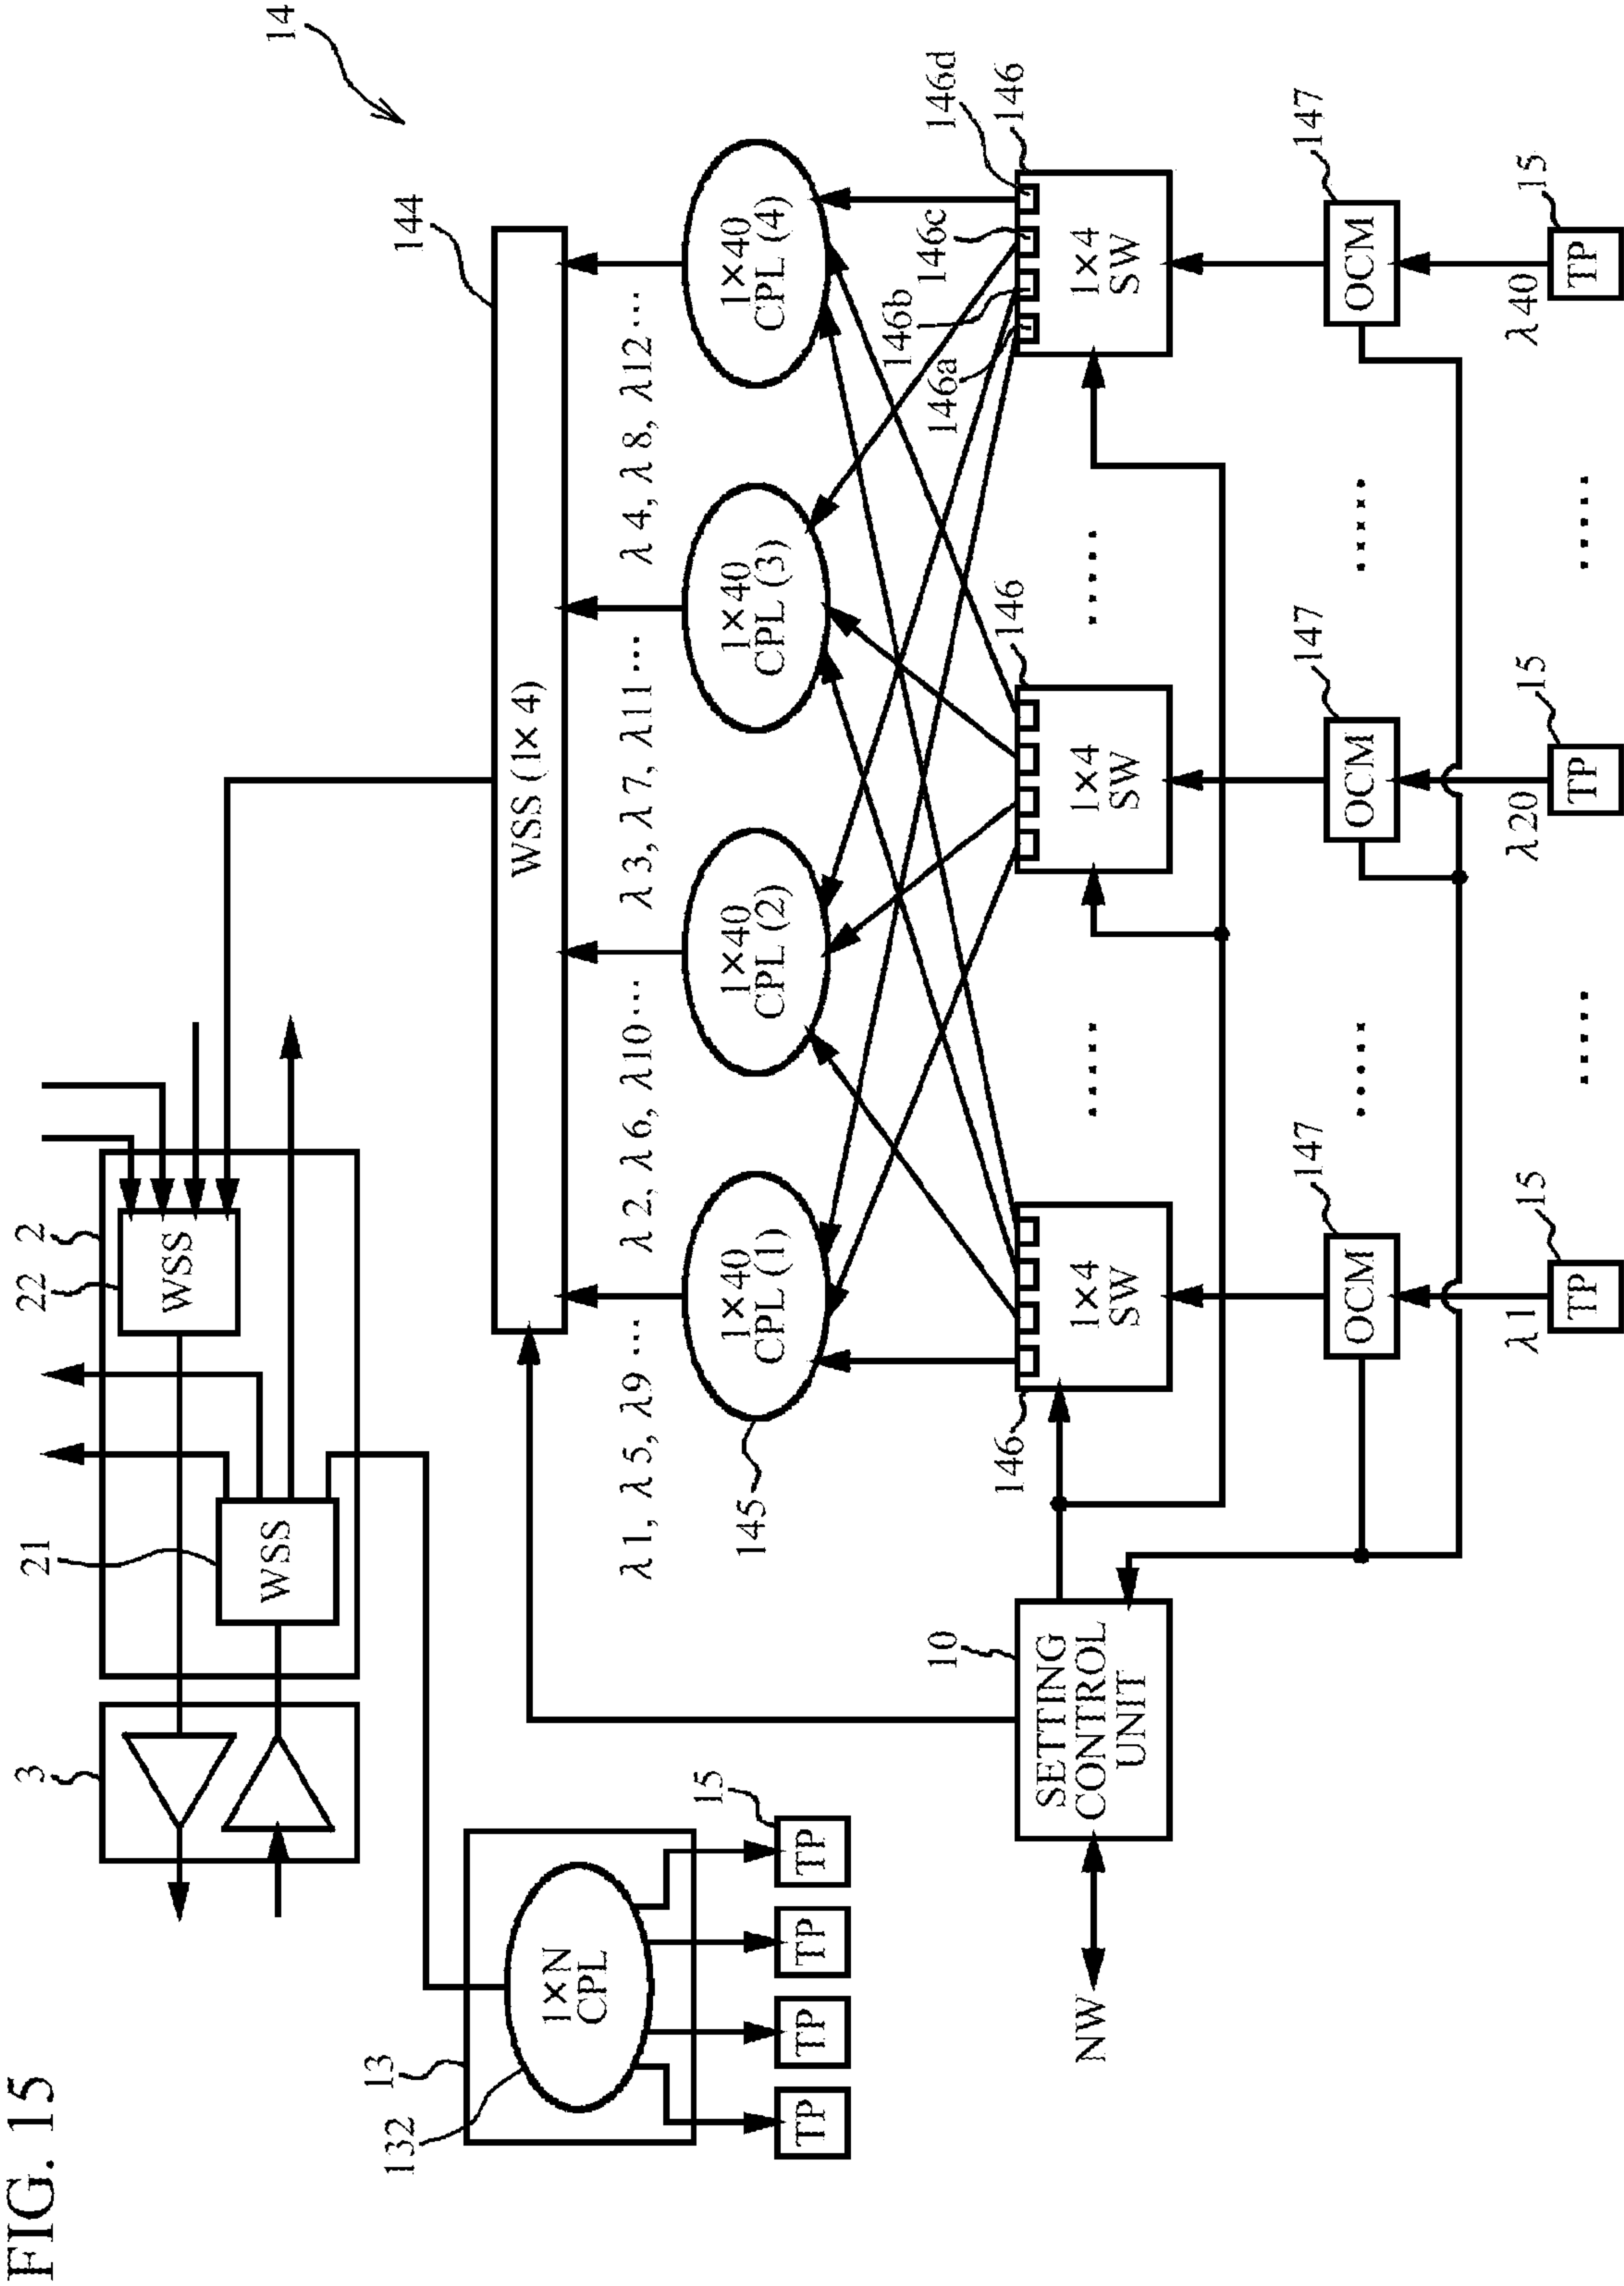 FIG. 15
3
2
22
21
WSS
WSS
14
13
132
1×N
CPL
15
TP
TP
TP
TP
144
WSS (1×4)
λ1, λ5, λ9 ···
λ2, λ6, λ10···
λ3, λ7, λ11 ···
λ4, λ8, λ12···
145
1×40
CPL (1)
1×40
CPL (2)
1×40
CPL (3)
1×40
CPL (4)
146a
146b
146c
146d
10
SETTING
CONTROL
UNIT
NW
146
1×4
SW
·····
146
1×4
SW
·····
146
1×4
SW
147
OCM
·····
147
OCM
·····
147
OCM
λ1
15
TP
·····
λ20
15
TP
·····
λ40
15
TP